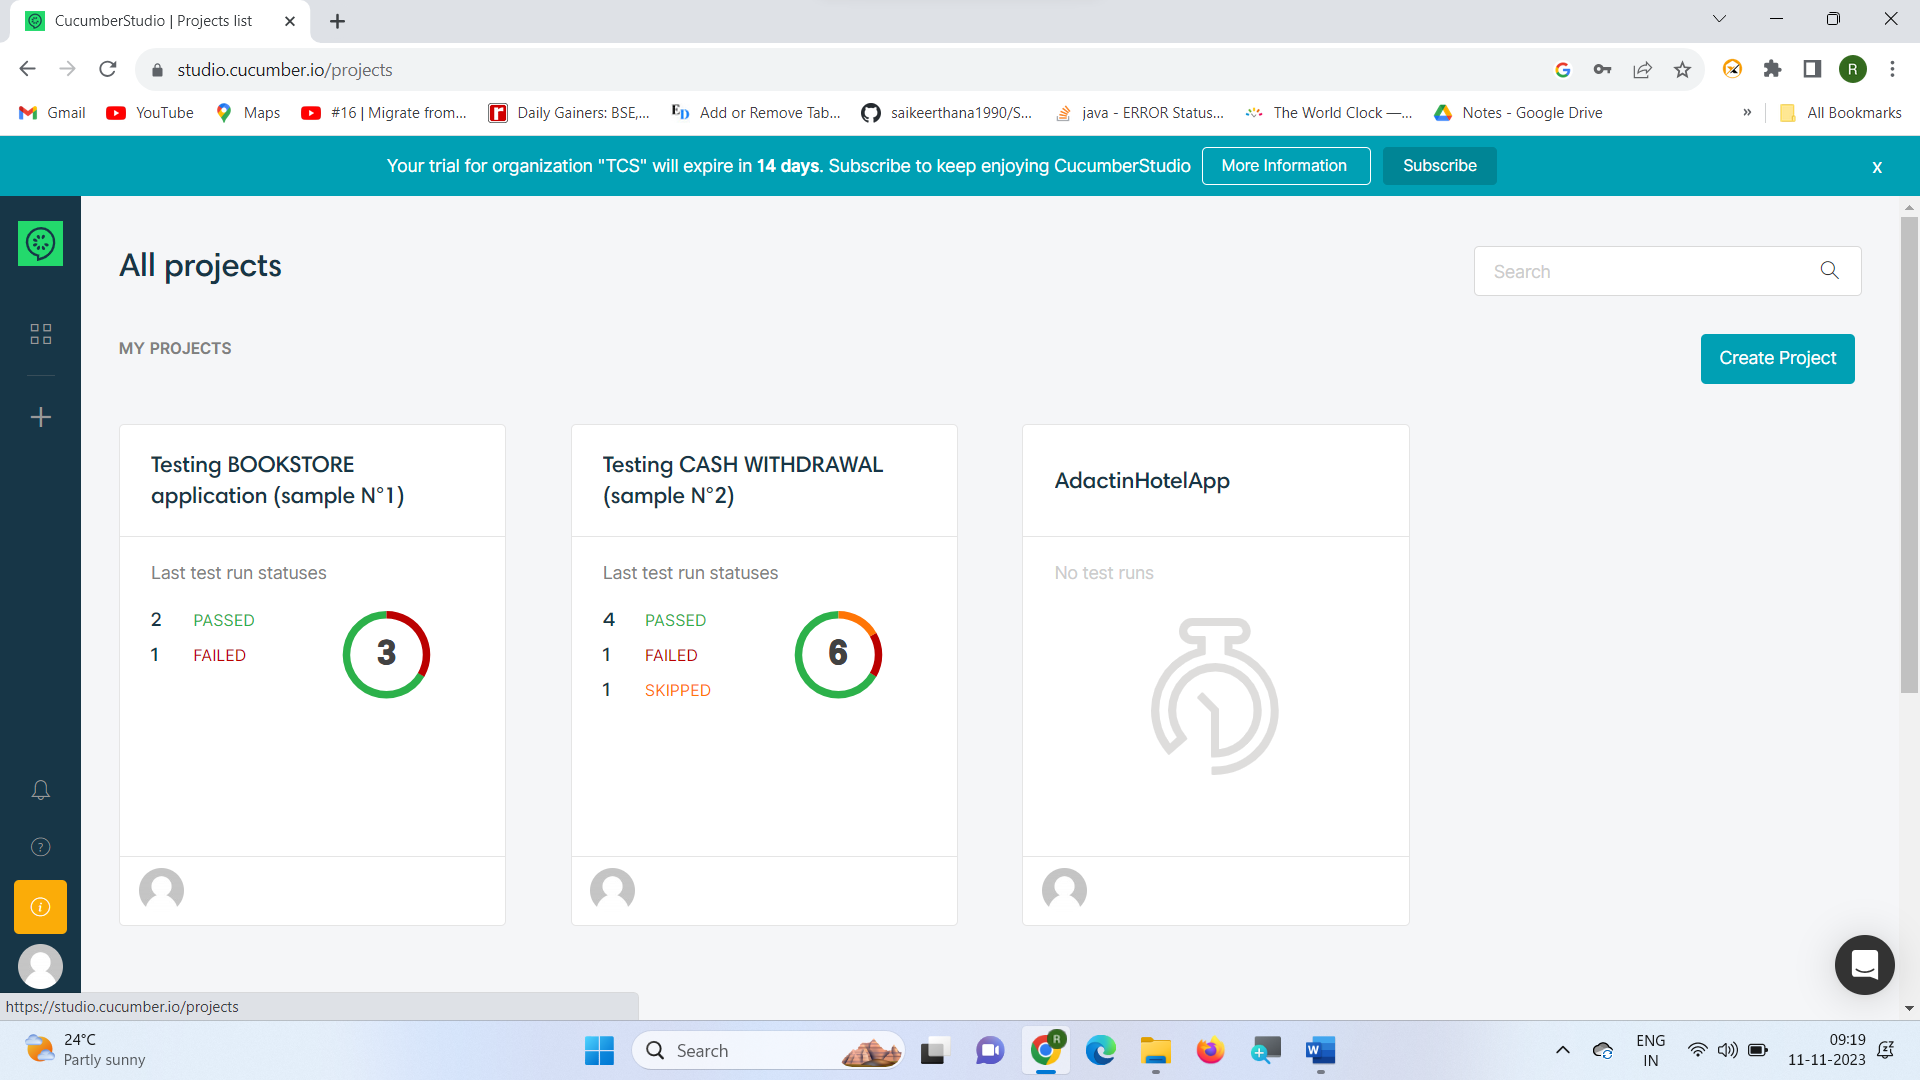 CucumberStudio | Projects list
studio.cucumber.io/projects
R
Gmail
YouTube
Maps
#16 | Migrate from...
Daily Gainers: BSE,...
ED Add or Remove Tab...
saikeerthana1990/S...
java - ERROR Status...
The World Clock —...
Notes - Google Drive
»
All Bookmarks
Your trial for organization "TCS" will expire in 14 days. Subscribe to keep enjoying CucumberStudio
More Information
Subscribe
x
All projects
Search
MY PROJECTS
Create Project
Testing BOOKSTORE
application (sample N°1)
Last test run statuses
2 PASSED
1 FAILED
3
Testing CASH WITHDRAWAL
(sample N°2)
Last test run statuses
4 PASSED
1 FAILED
1 SKIPPED
6
AdactinHotelApp
No test runs
https://studio.cucumber.io/projects
24°C
Partly sunny
Search
R
ENG
IN
09:19
11-11-2023